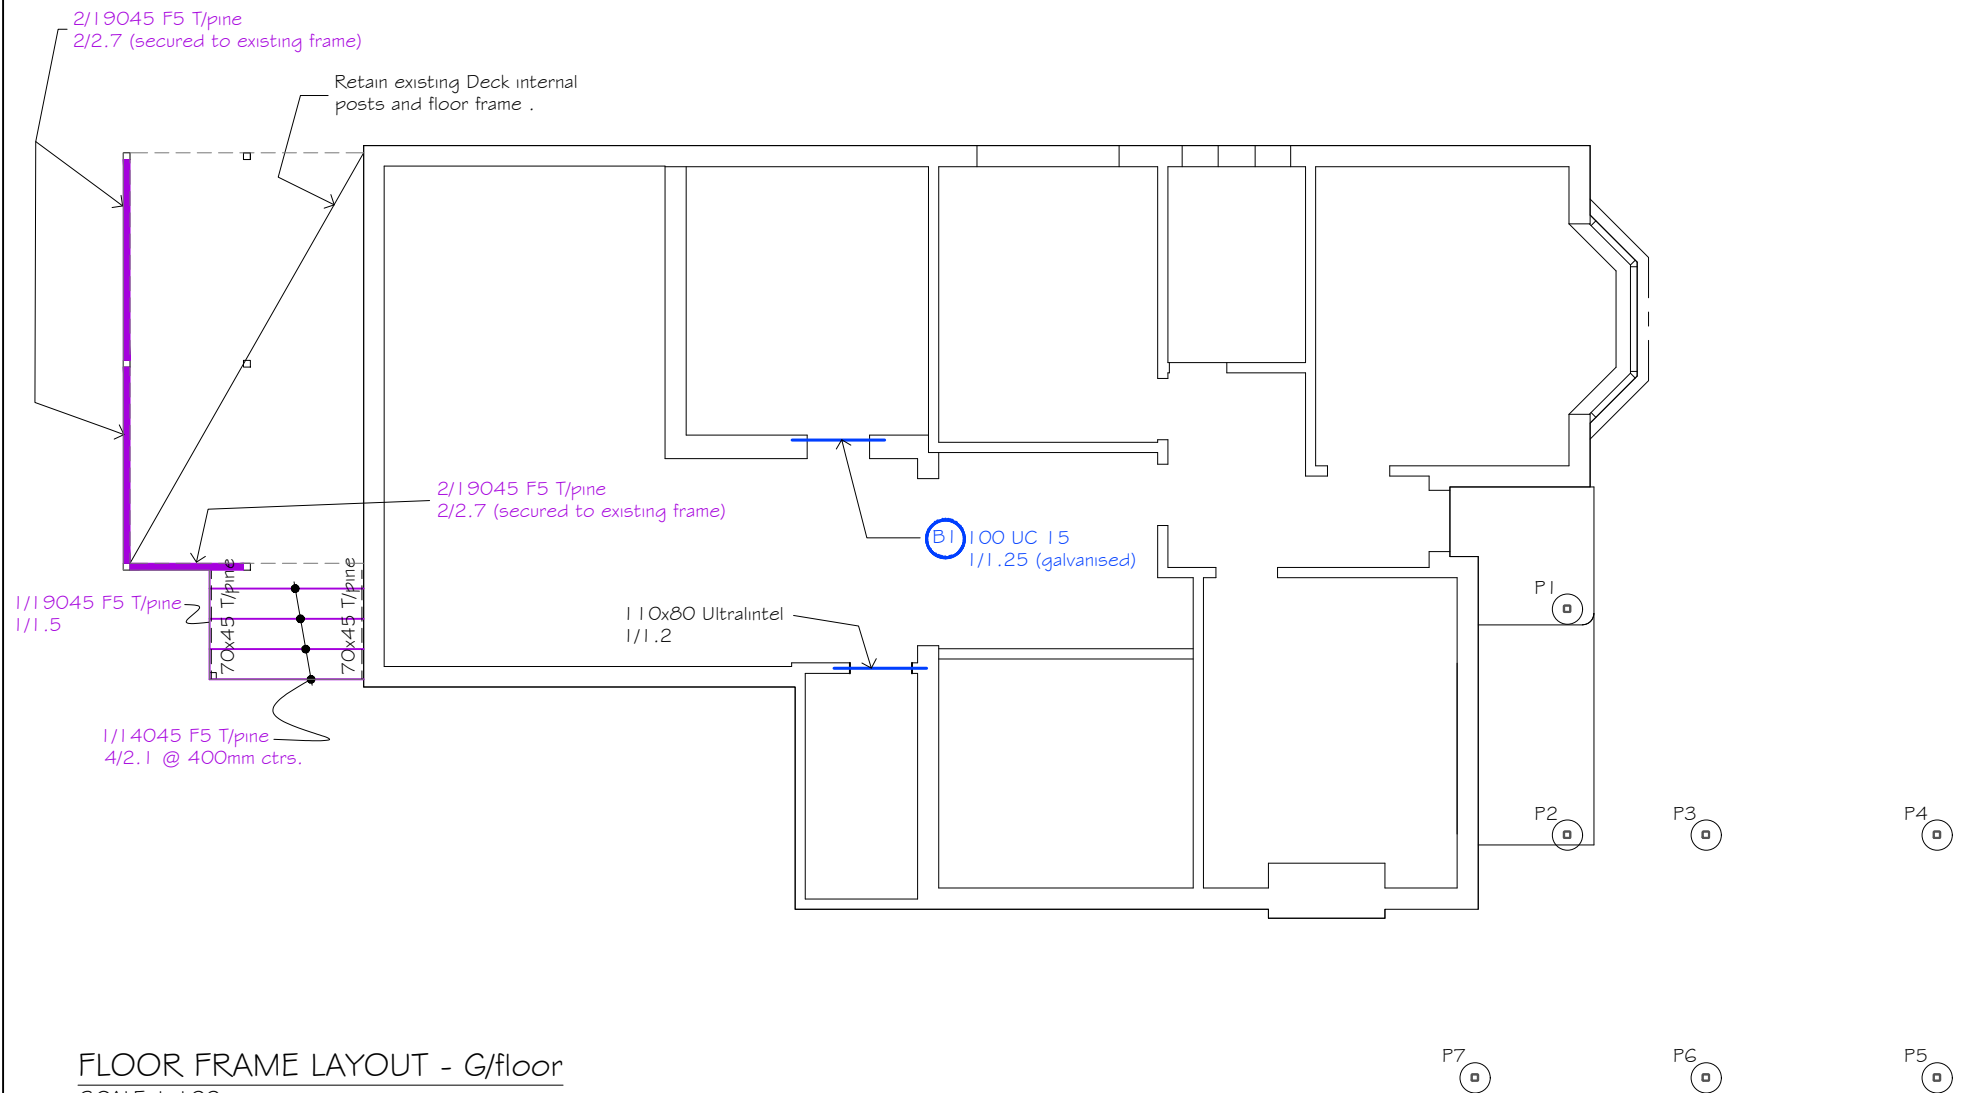 2/19045 F5 T/pine
2/2.7 (secured to existing frame)
Retain existing Deck internal
posts and floor frame .
2/19045 F5 T/pine
2/2.7 (secured to existing frame)
B1
100 UC 15
1/1.25 (galvanised)
1/19045 F5 T/pine
1/1.5
70x45 T/pine
70x45 T/pine
110x80 Ultralintel
1/1.2
1/14045 F5 T/pine
4/2.1 @ 400mm ctrs.
P1
P2
P3
P4
FLOOR FRAME LAYOUT - G/floor
P7
P6
P5